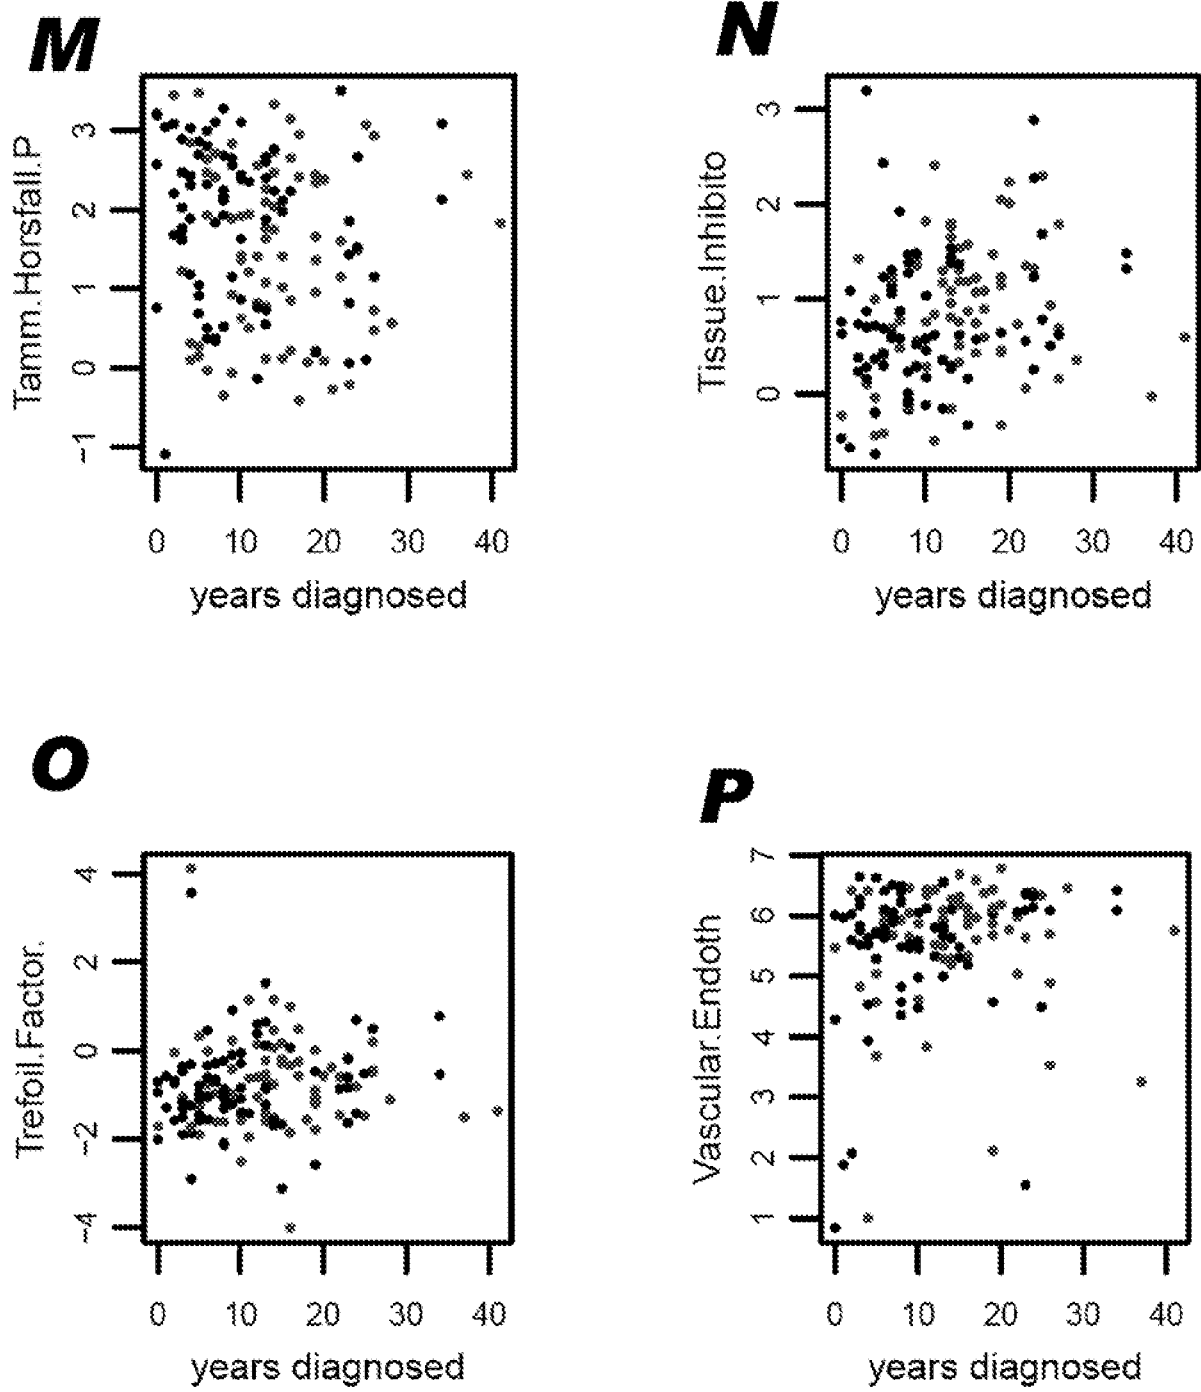 M
Tamm.Horsfall.P
3
2
1
0
−1
0 10 20 30 40
years diagnosed
N
Tissue.Inhibito
3
2
1
0
0 10 20 30 40
years diagnosed
O
Trefoil.Factor.
4
2
0
−2
−4
0 10 20 30 40
years diagnosed
P
Vascular.Endoth
7
6
5
4
3
2
1
0 10 20 30 40
years diagnosed